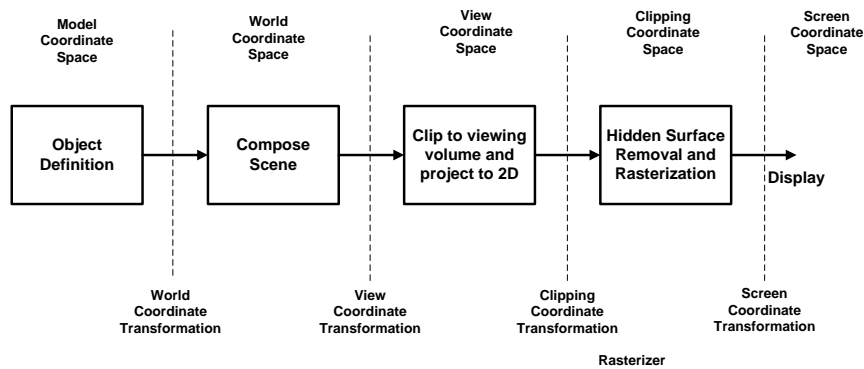 Model
Coordinate
Space
World
Coordinate
Space
View
Coordinate
Space
Clipping
Coordinate
Space
Screen
Coordinate
Space
Object
Definition
Compose
Scene
Clip to viewing
volume and
project to 2D
Hidden Surface
Removal and
Rasterization
Display
World
Coordinate
Transformation
View
Coordinate
Transformation
Clipping
Coordinate
Transformation
Screen
Coordinate
Transformation
Rasterizer